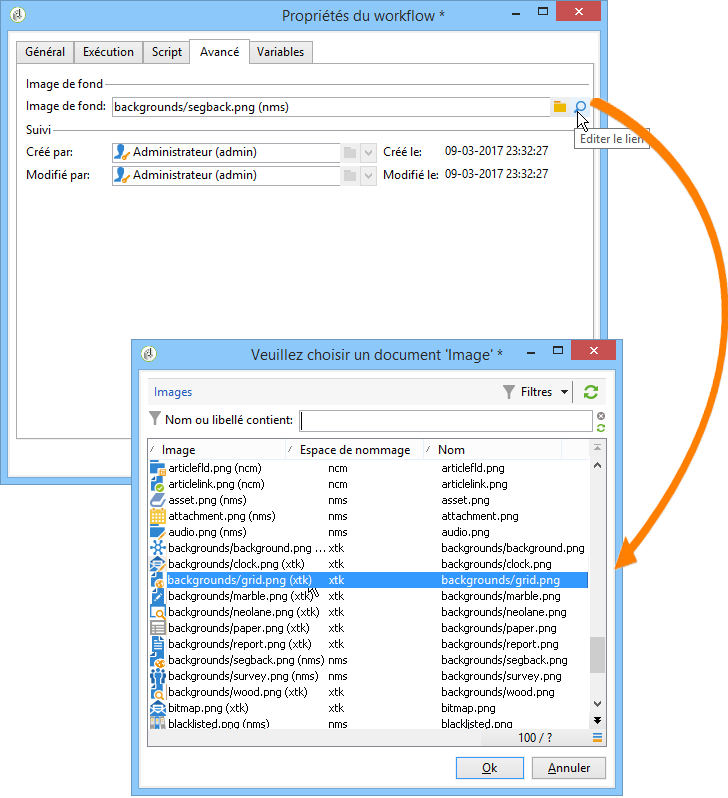 Propriétés du workflow *
Général Exécution Script Avancé Variables
Image de fond
Image de fond: backgrounds/segback.png (nms)
Editer le lien
Suivi
Créé par: Administrateur (admin) Créé le: 09-03-2017 23:32:27
Modifié par: Administrateur (admin) Modifié le: 09-03-2017 23:32:27
Veuillez choisir un document 'Image' *
Images Filtres
Nom ou libellé contient:
Image Espace de nommage Nom
articlefld.png (ncm) ncm articlefld.png
articlelink.png (ncm) ncm articlelink.png
asset.png (nms) nms asset.png
attachment.png (nms) nms attachment.png
audio.png (nms) nms audio.png
backgrounds/background.png ... xtk backgrounds/background.png
backgrounds/clock.png (xtk) xtk backgrounds/clock.png
backgrounds/grid.png (xtk) xtk backgrounds/grid.png
backgrounds/marble.png (xtk) xtk backgrounds/marble.png
backgrounds/neolane.png (xtk) xtk backgrounds/neolane.png
backgrounds/paper.png (xtk) xtk backgrounds/paper.png
backgrounds/report.png (xtk) xtk backgrounds/report.png
backgrounds/segback.png (nms) nms backgrounds/segback.png
backgrounds/survey.png (nms) nms backgrounds/survey.png
backgrounds/wood.png (xtk) xtk backgrounds/wood.png
bitmap.png (xtk) xtk bitmap.png
blacklisted.png (nms) nms blacklisted.png
100 / ?
Ok Annuler